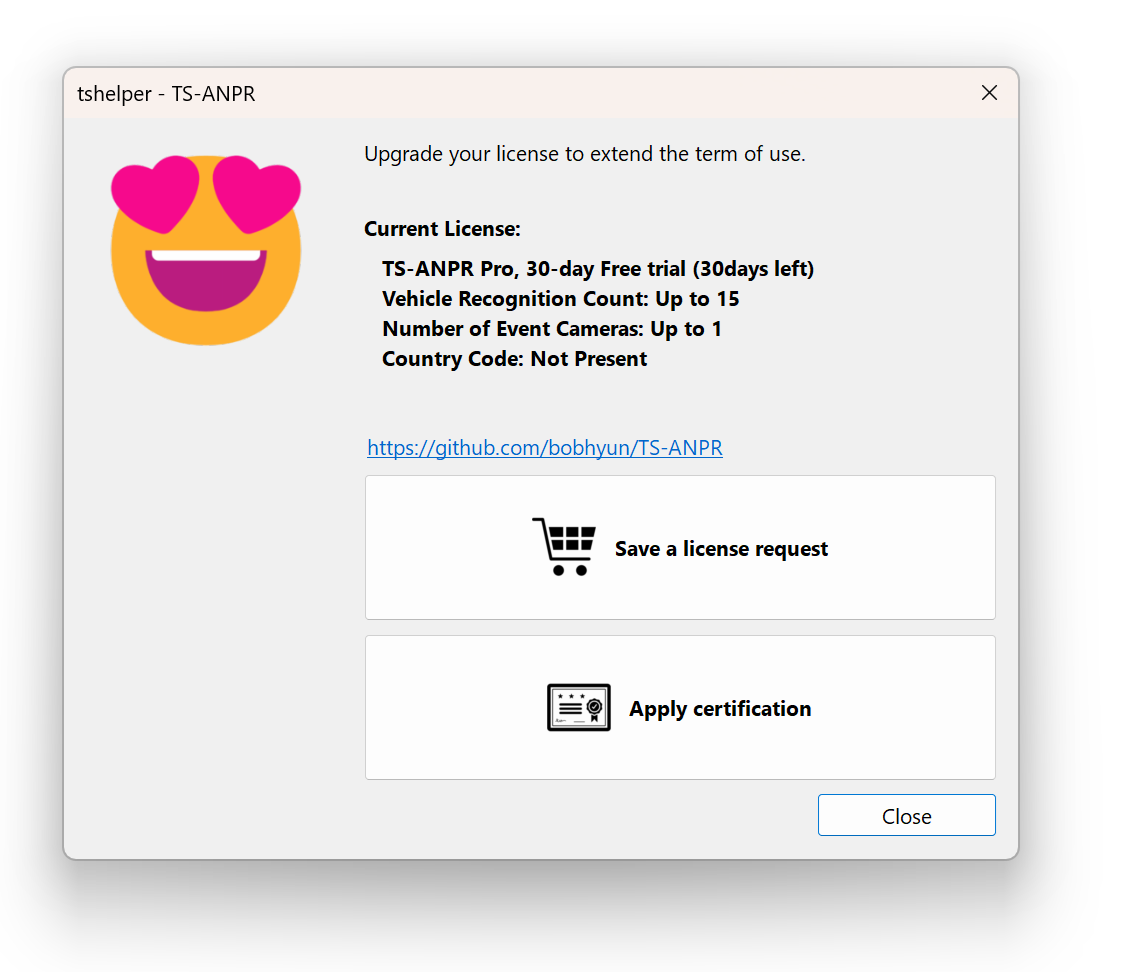 tshelper - TS-ANPR
Upgrade your license to extend the term of use.
Current License:
TS-ANPR Pro, 30-day Free trial (30days left)
Vehicle Recognition Count: Up to 15
Number of Event Cameras: Up to 1
Country Code: Not Present
https://github.com/bobhyun/TS-ANPR
Save a license request
Apply certification
Close